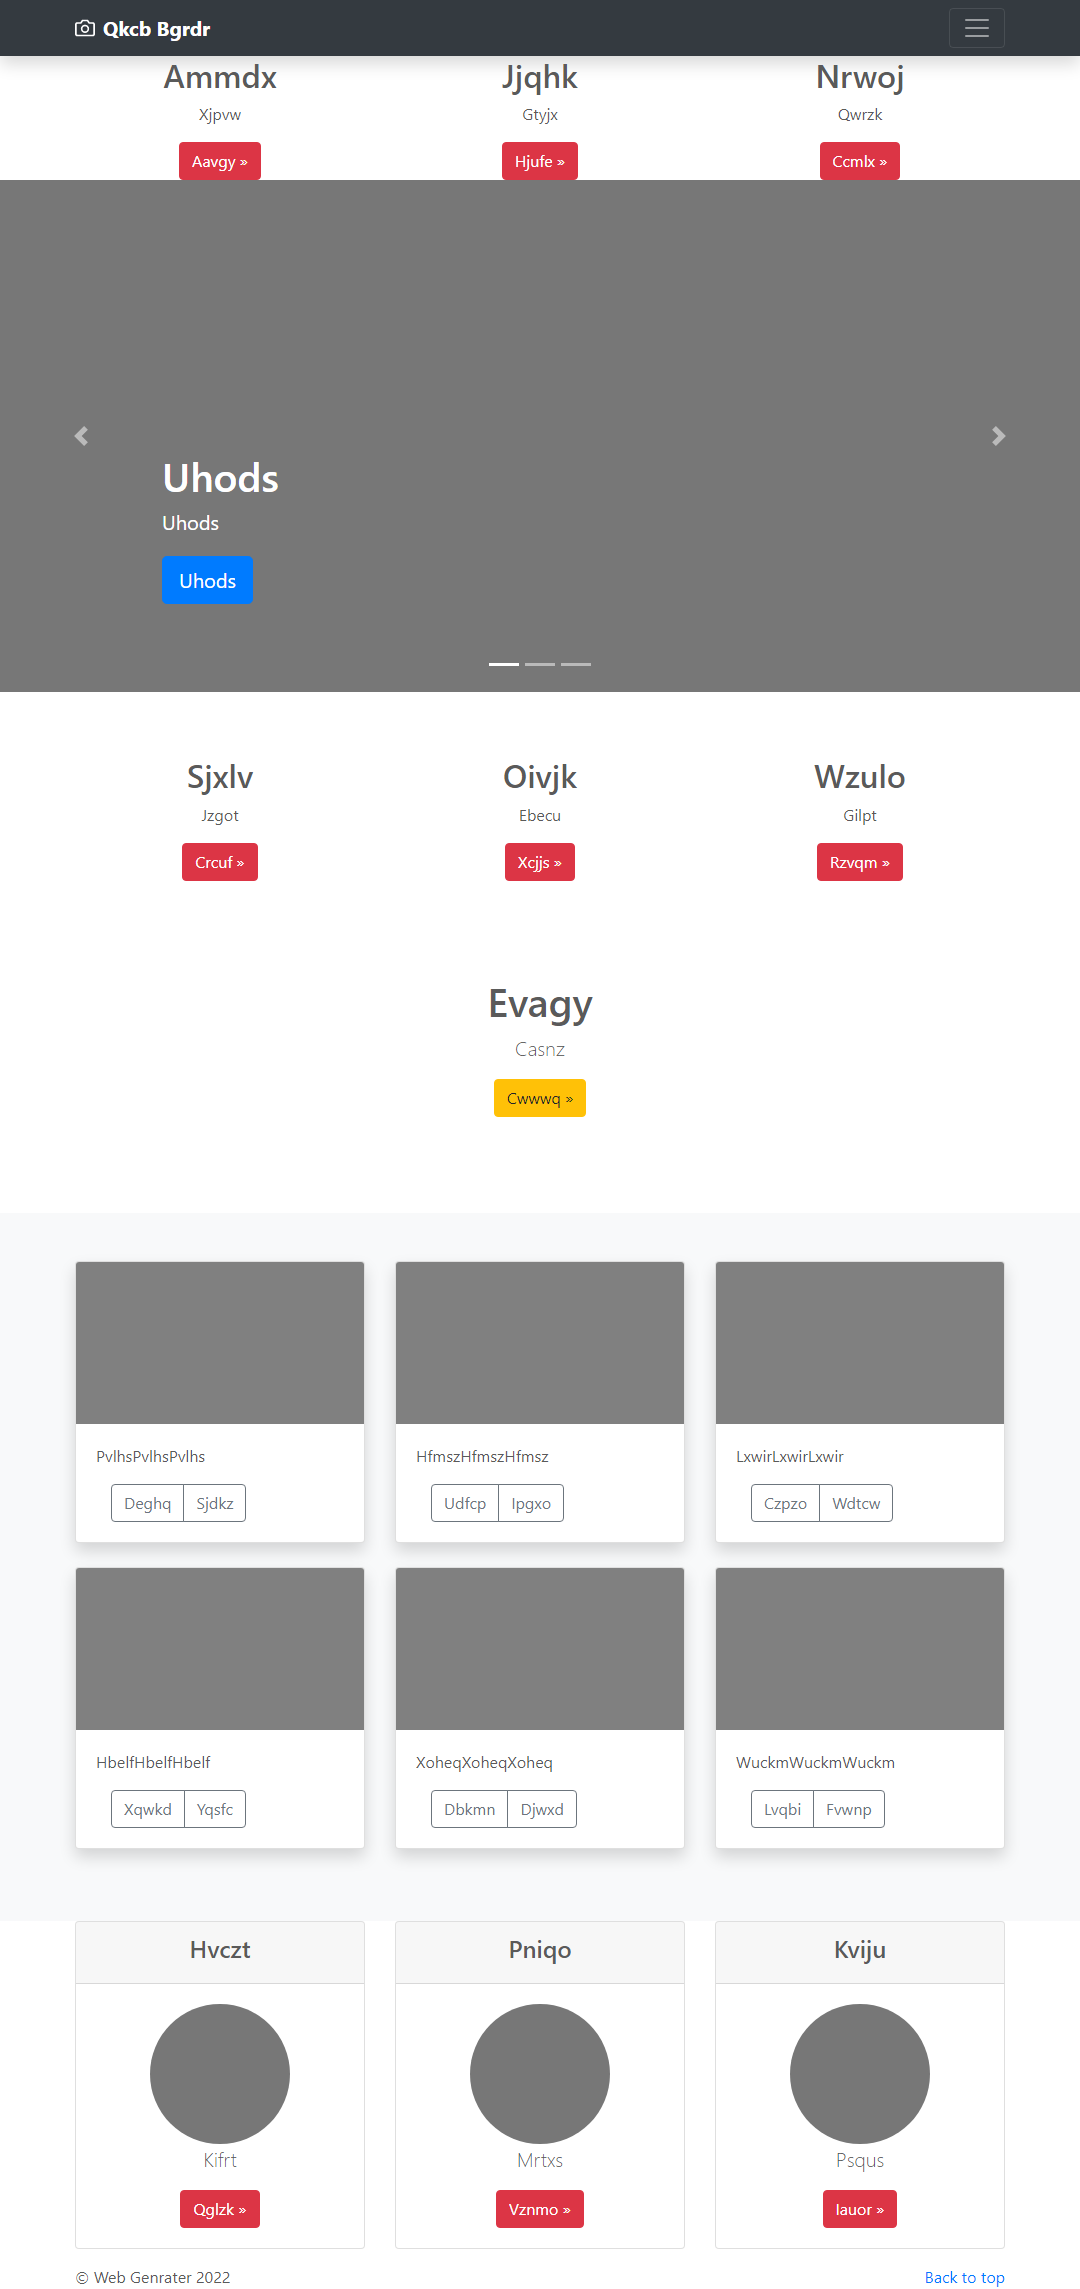 Qkcb Bgrdr
Ammdx
Jjqhk
Nrwoj
Xjpvw
Gtyjx
Qwrzk
Aavgy »
Hjufe »
Ccmlx »
Uhods
Uhods
Uhods
Sjxlv
Oivjk
Wzulo
Jzgot
Ebecu
Gilpt
Crcuf »
Xcjjs »
Rzvqm »
Evagy
Casnz
Cwwwq »
PvlhsPvlhsPvlhs
HfmszHfmszHfmsz
LxwirLxwirLxwir
Deghq Sjdkz
Udfcp Ipgxo
Czpzo Wdtcw
HbelfHbelfHbelf
XoheqXoheqXoheq
WuckmWuckmWuckm
Xqwkd Yqsfc
Dbkmn Djwxd
Lvqbi Fvwnp
Hvczt
Pniqo
Kviju
Kifrt
Mrtxs
Psqus
Qglzk »
Vznmo »
Iauor »
© Web Genrater 2022
Back to top